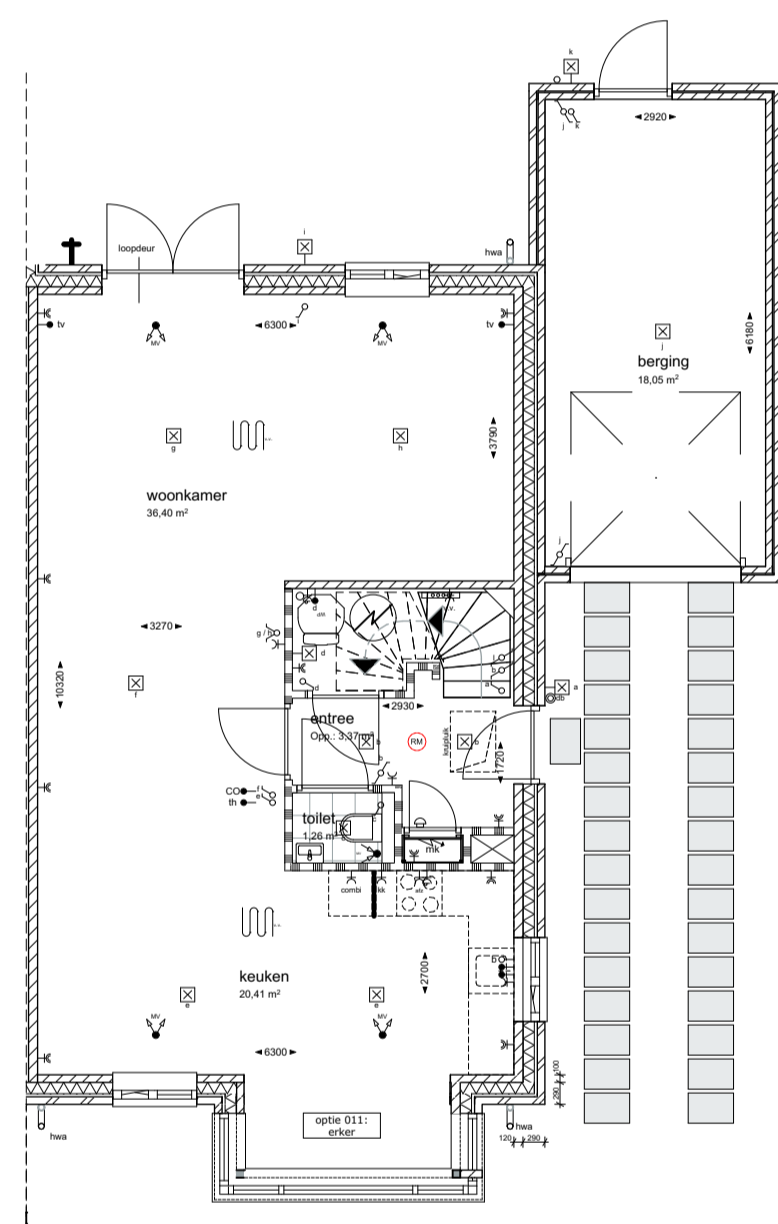 k
j k
2920
loopdeur
i
hwa
tv
MV
6300
i
MV
tv
6180
j
berging
18,05 m²
g
h
3790
woonkamer
36,40 m²
j
d
g / h
d
3270
10320
f
d
a
a
db
2930
entree
Opp.: 3,37 m²
b
RM
kruipluik
b
1720
CO
th
toilet
1,26 m²
c
mk
combi
kk
afz
keuken
20,41 m²
2700
e
e
MV
MV
6300
100
290
optie 011:
erker
hwa
hwa
120 290